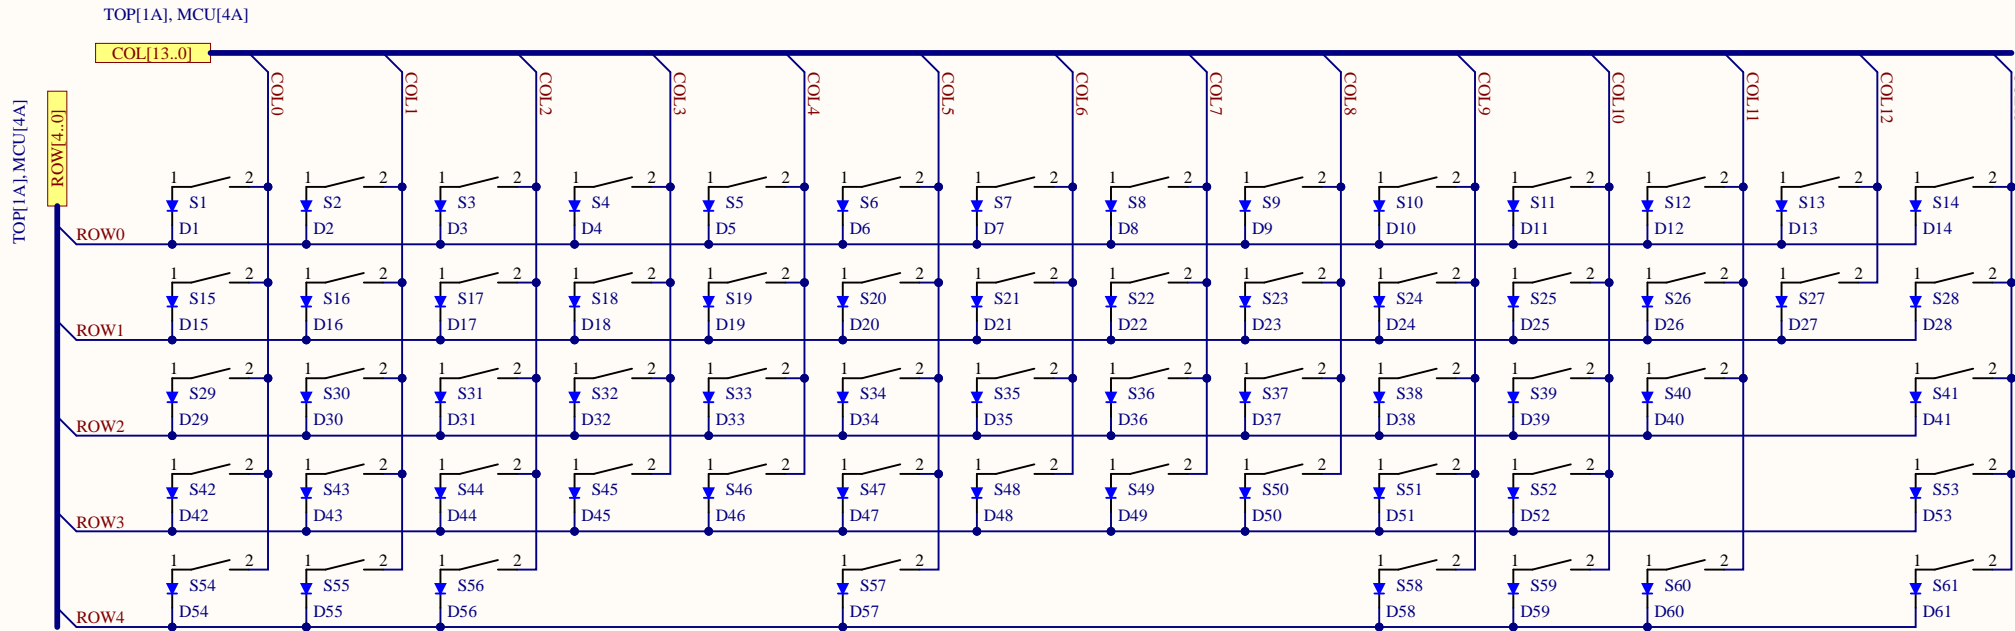 TOP[1A], MCU[4A]
COL[13..0]
TOP[1A], MCU[4A]
ROW[4..0]
COL0 COL1 COL2 COL3 COL4 COL5 COL6 COL7 COL8 COL9 COL10 COL11 COL12
1 2 1 2 1 2 1 2 1 2 1 2 1 2 1 2 1 2 1 2 1 2 1 2 1 2 1 2
S1 S2 S3 S4 S5 S6 S7 S8 S9 S10 S11 S12 S13 S14
D1 D2 D3 D4 D5 D6 D7 D8 D9 D10 D11 D12 D13 D14
ROW0
1 2 1 2 1 2 1 2 1 2 1 2 1 2 1 2 1 2 1 2 1 2 1 2 1 2 1 2
S15 S16 S17 S18 S19 S20 S21 S22 S23 S24 S25 S26 S27 S28
D15 D16 D17 D18 D19 D20 D21 D22 D23 D24 D25 D26 D27 D28
ROW1
1 2 1 2 1 2 1 2 1 2 1 2 1 2 1 2 1 2 1 2 1 2 1 2 1 2
S29 S30 S31 S32 S33 S34 S35 S36 S37 S38 S39 S40 S41
D29 D30 D31 D32 D33 D34 D35 D36 D37 D38 D39 D40 D41
ROW2
1 2 1 2 1 2 1 2 1 2 1 2 1 2 1 2 1 2 1 2 1 2 1 2
S42 S43 S44 S45 S46 S47 S48 S49 S50 S51 S52 S53
D42 D43 D44 D45 D46 D47 D48 D49 D50 D51 D52 D53
ROW3
1 2 1 2 1 2 1 2 1 2 1 2 1 2 1 2
S54 S55 S56 S57 S58 S59 S60 S61
D54 D55 D56 D57 D58 D59 D60 D61
ROW4